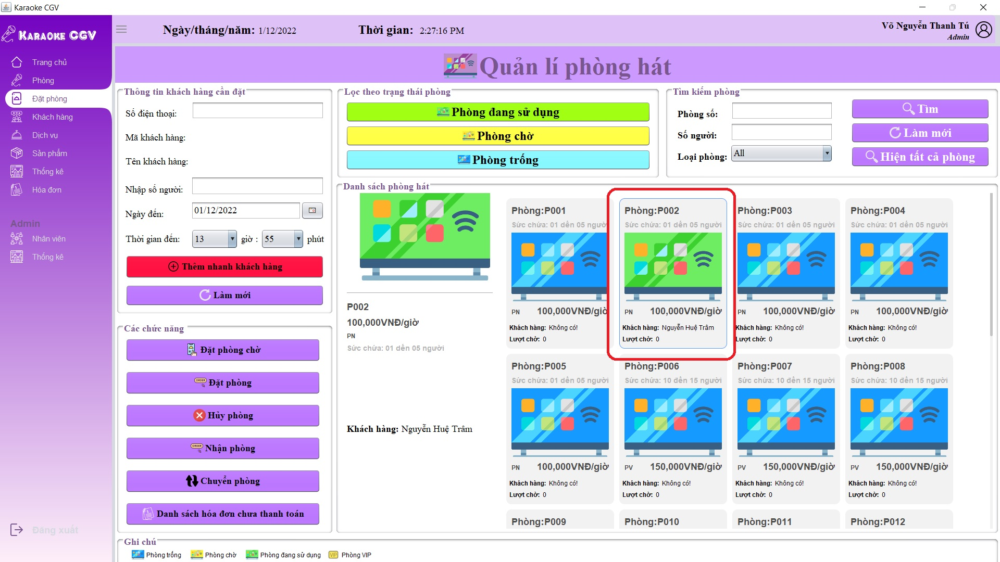 Karaoke CGV
KARAOKE CGV
Trang chủ
Phòng
Đặt phòng
Khách hàng
Dịch vụ
Sản phẩm
Thống kê
Hóa đơn
Admin
Nhân viên
Thống kê
Đăng xuất
Ngày/tháng/năm: 1/12/2022
Thời gian: 2:27:16 PM
Võ Nguyễn Thanh Tú
Admin
Quản lí phòng hát
Thông tin khách hàng cần đặt
Số điện thoại:
Mã khách hàng:
Tên khách hàng:
Nhập số người:
Ngày đến: 01/12/2022
Thời gian đến: 13 giờ : 55 phút
Thêm nhanh khách hàng
Làm mới
Các chức năng
Đặt phòng chờ
ORDER Đặt phòng
Hủy phòng
ORDER Nhận phòng
Chuyển phòng
Danh sách hóa đơn chưa thanh toán
Lọc theo trạng thái phòng
Phòng đang sử dụng
Phòng chờ
Phòng trống
Tìm kiếm phòng
Phòng số:
Số người:
Loại phòng: All
Tìm
Làm mới
Hiện tất cả phòng
Danh sách phòng hát
P002
100,000VNĐ/giờ
PN
Sức chứa: 01 đến 05 người
Khách hàng: Nguyễn Huệ Trâm
Phòng:P001
Sức chứa: 01 đến 05 người
PN 100,000VNĐ/giờ
Khách hàng: Không có!
Lượt chờ: 0
Phòng:P002
Sức chứa: 01 đến 05 người
PN 100,000VNĐ/giờ
Khách hàng: Nguyễn Huệ Trâm
Lượt chờ: 0
Phòng:P003
Sức chứa: 01 đến 05 người
PN 100,000VNĐ/giờ
Khách hàng: Không có!
Lượt chờ: 0
Phòng:P004
Sức chứa: 01 đến 05 người
PN 100,000VNĐ/giờ
Khách hàng: Không có!
Lượt chờ: 0
Phòng:P005
Sức chứa: 01 đến 05 người
PN 100,000VNĐ/giờ
Khách hàng: Không có!
Lượt chờ: 0
Phòng:P006
Sức chứa: 10 đến 15 người
PV 150,000VNĐ/giờ
Khách hàng: Không có!
Lượt chờ: 0
Phòng:P007
Sức chứa: 10 đến 15 người
PV 150,000VNĐ/giờ
Khách hàng: Không có!
Lượt chờ: 0
Phòng:P008
Sức chứa: 10 đến 15 người
PV 150,000VNĐ/giờ
Khách hàng: Không có!
Lượt chờ: 0
Phòng:P009
Phòng:P010
Phòng:P011
Phòng:P012
Ghi chú
Phòng trống
Phòng chờ
Phòng đang sử dụng
VIP Phòng VIP